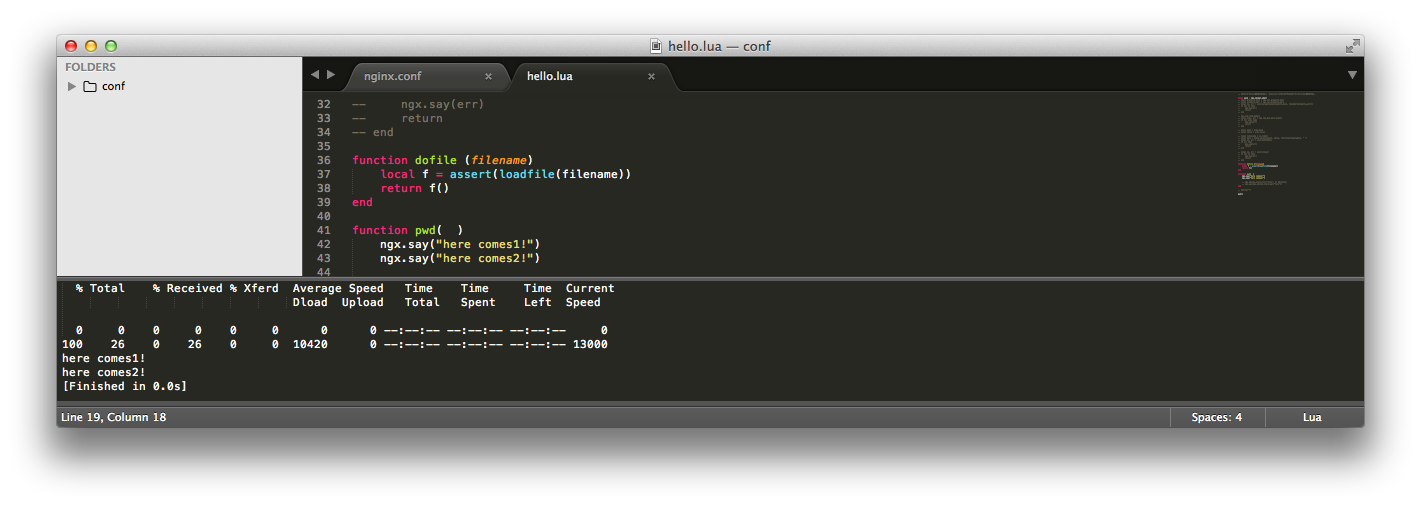 hello.lua — conf
FOLDERS
conf
nginx.conf ×
hello.lua ×
32 --     ngx.say(err)
33 --     return
34 -- end
35
36 function dofile (filename)
37     local f = assert(loadfile(filename))
38     return f()
39 end
40
41 function pwd(  )
42     ngx.say("here comes1!")
43     ngx.say("here comes2!")
44
  % Total    % Received % Xferd  Average Speed   Time    Time     Time  Current
                                 Dload  Upload   Total   Spent    Left  Speed
  0     0    0     0    0     0      0      0 --:--:-- --:--:-- --:--:--     0
100    26    0    26    0     0  10420      0 --:--:-- --:--:-- --:--:-- 13000
here comes1!
here comes2!
[Finished in 0.0s]
Line 19, Column 18
Spaces: 4
Lua